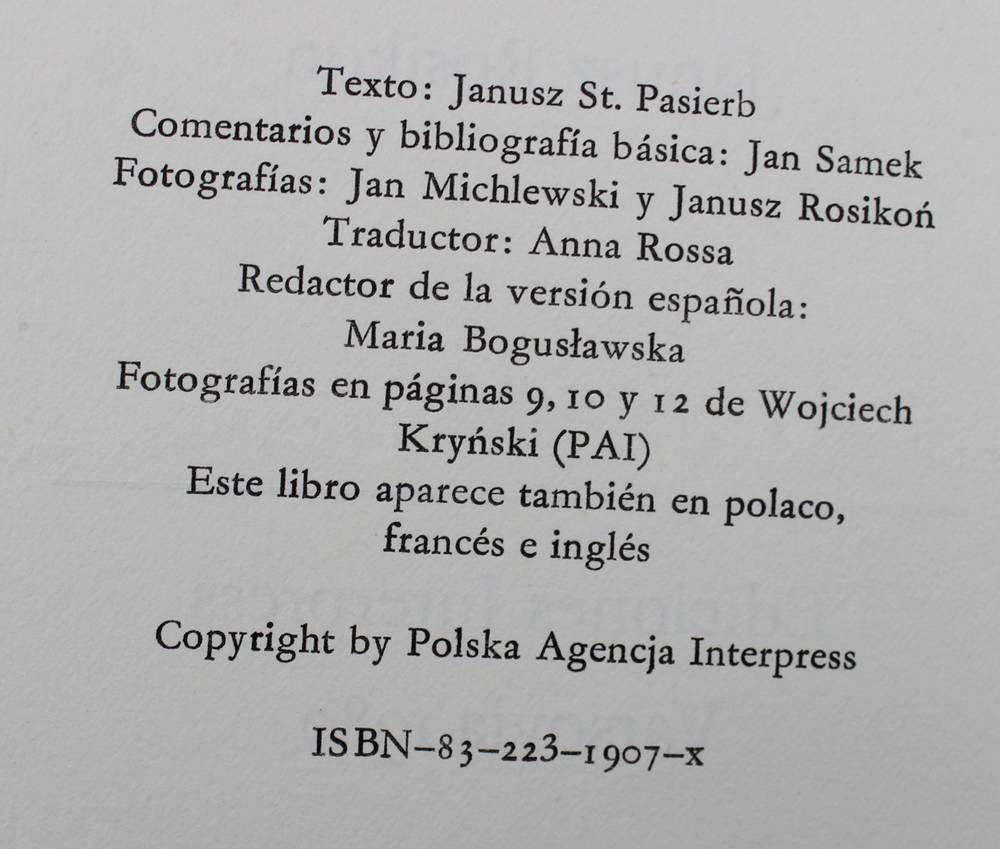 Texto: Janusz St. Pasierb
Comentarios y bibliografía básica: Jan Samek
Fotografías: Jan Michlewski y Janusz Rosikoń
Traductor: Anna Rossa
Redactor de la versión española:
Maria Bogusławska
Fotografías en páginas 9, 10 y 12 de Wojciech
Kryński (PAI)
Este libro aparece también en polaco,
francés e inglés
Copyright by Polska Agencja Interpress
ISBN–83–223–1907–x